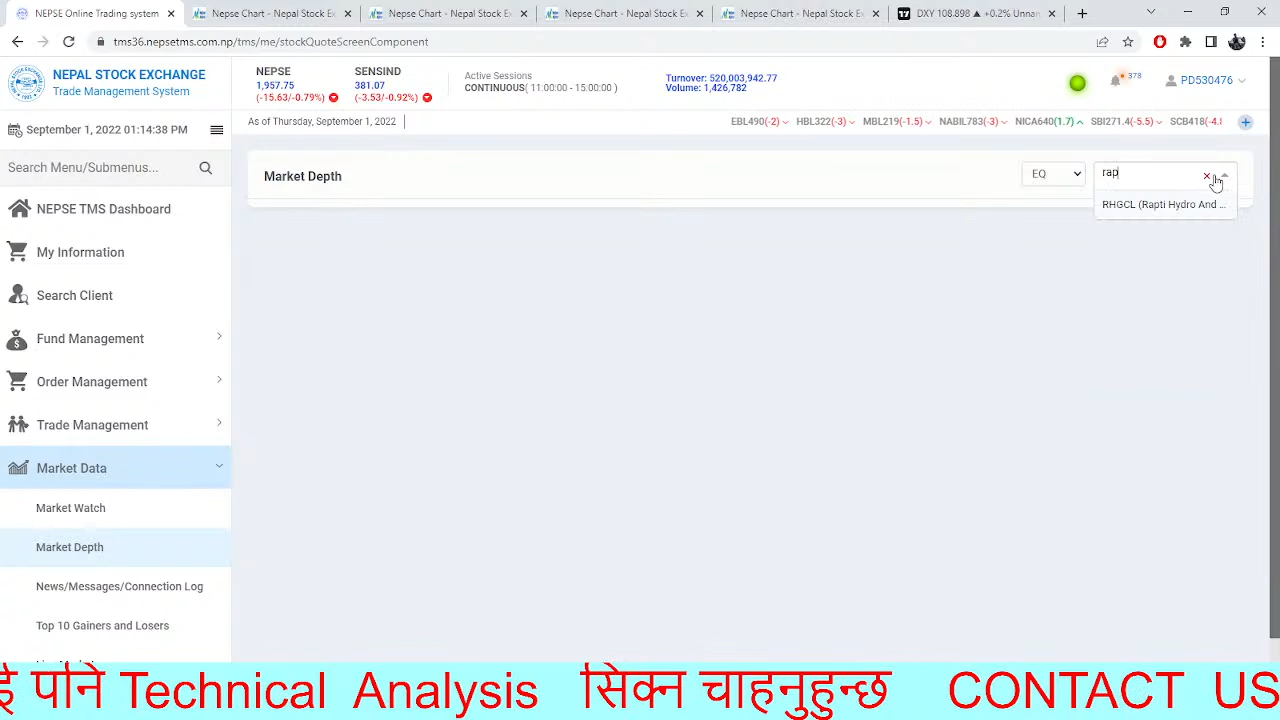 NEPSE Online Trading system
Nepse Chart - Nepal Stock Ex
Nepse Chart - Nepal Stock Ex
Nepse Chart - Nepal Stock Ex
Nepse Chart - Nepal Stock Ex
DXY 108.898 ▲ +0.2% Unnar
tms36.nepsetms.com.np/tms/me/stockQuoteScreenComponent
NEPAL STOCK EXCHANGE
Trade Management System
NEPSE
1,957.75
(-15.63/-0.79%)
SENSIND
381.07
(-3.53/-0.92%)
Active Sessions
CONTINUOUS( 11:00:00 - 15:00:00 )
Turnover: 520,003,942.77
Volume: 1,426,782
378
PD530476
September 1, 2022 01:14:38 PM
As of Thursday, September 1, 2022
EBL490(-2) HBL322(-3) MBL219(-1.5) NABIL783(-3) NICA640(1.7) SBI271.4(-5.5) SCB418(-4.8
Search Menu/Submenus...
Market Depth
EQ
rap
RHGCL (Rapti Hydro And ...
NEPSE TMS Dashboard
My Information
Search Client
Fund Management
Order Management
Trade Management
Market Data
Market Watch
Market Depth
News/Messages/Connection Log
Top 10 Gainers and Losers
ई पनि Technical Analysis सिक्न चाहनुहुन्छ CONTACT US